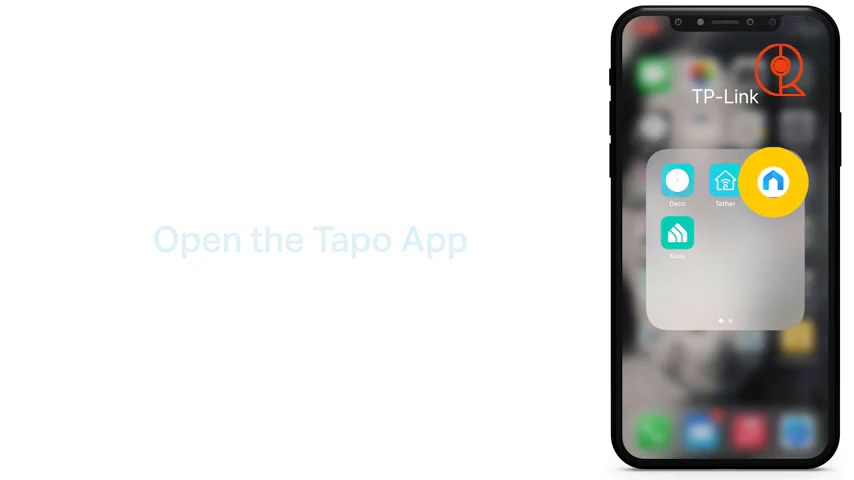 TP-Link
Deco
Tether
Open the Tapo App
Kasa